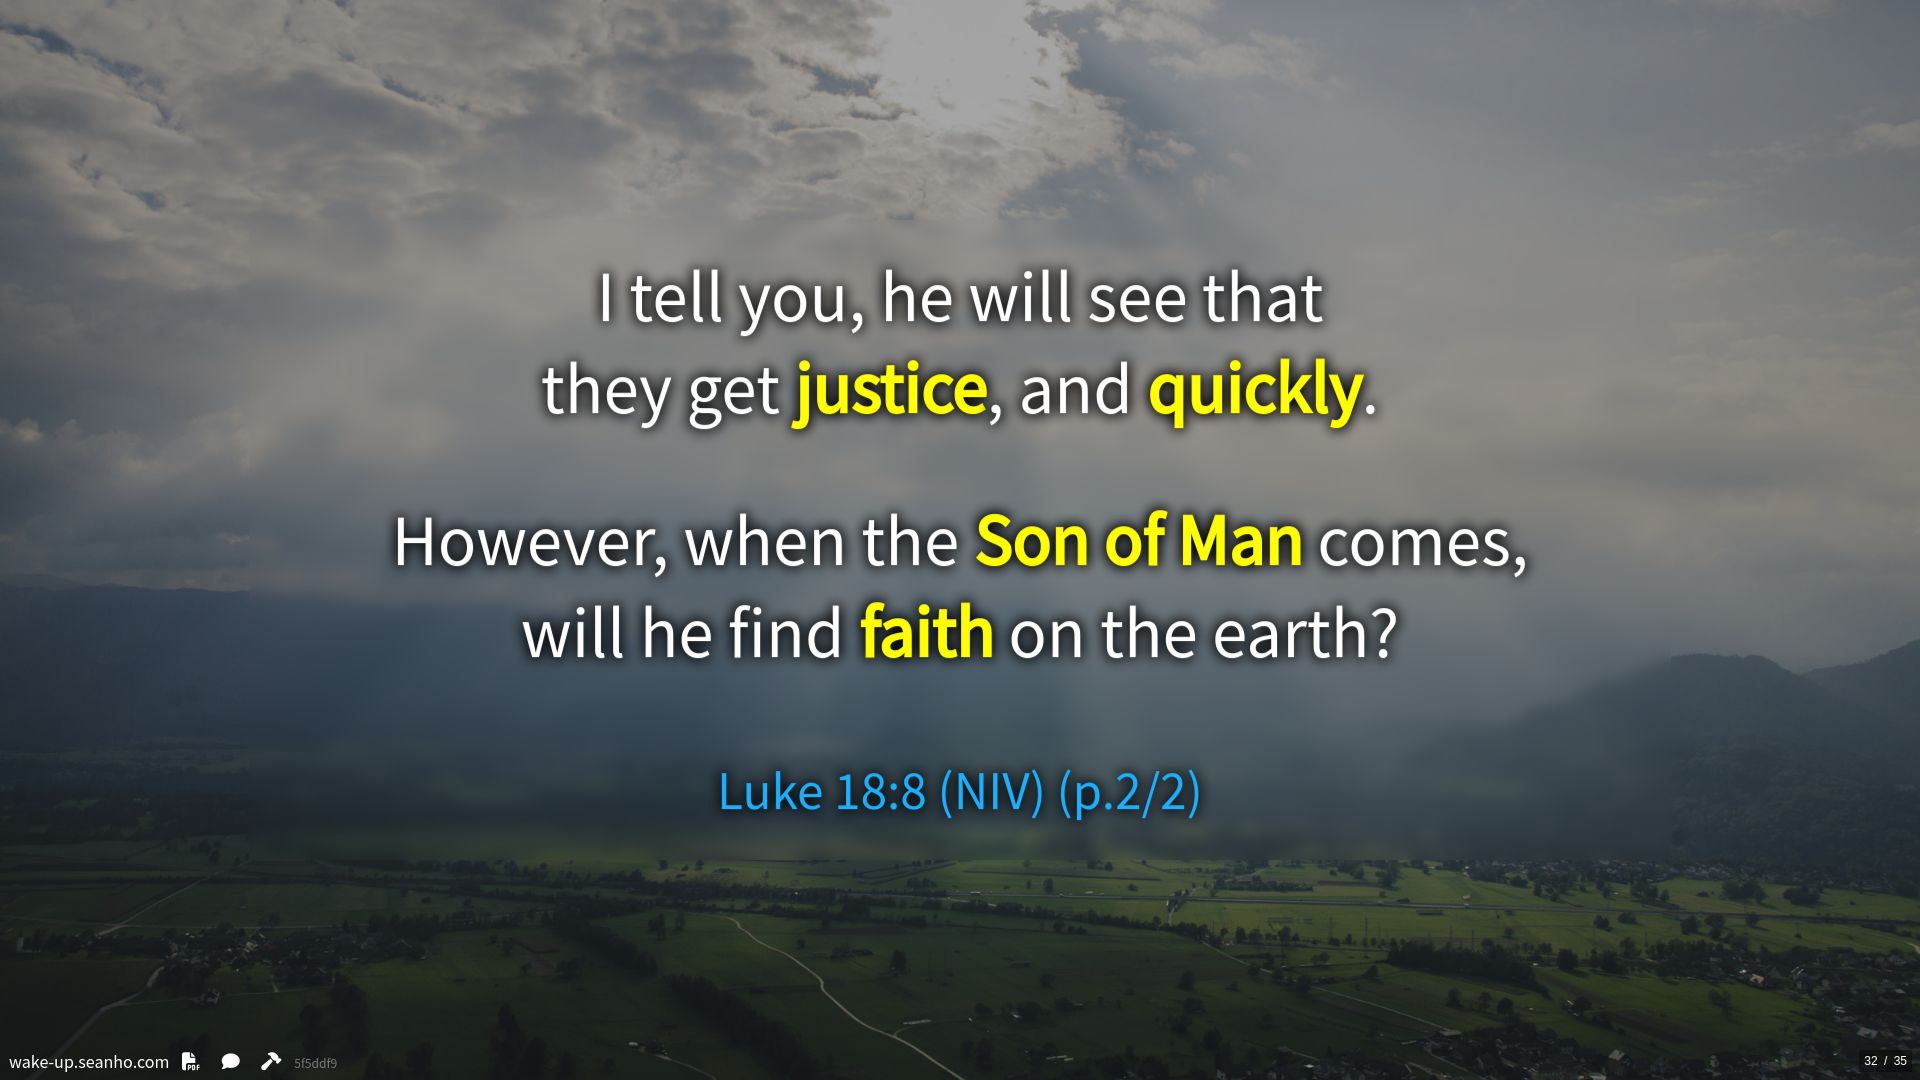 I tell you, he will see that
they get justice, and quickly.
However, when the Son of Man comes,
will he find faith on the earth?
Luke 18:8 (NIV) (p.2/2)
wake-up.seanho.com PDF 5f5ddf9
32 / 35